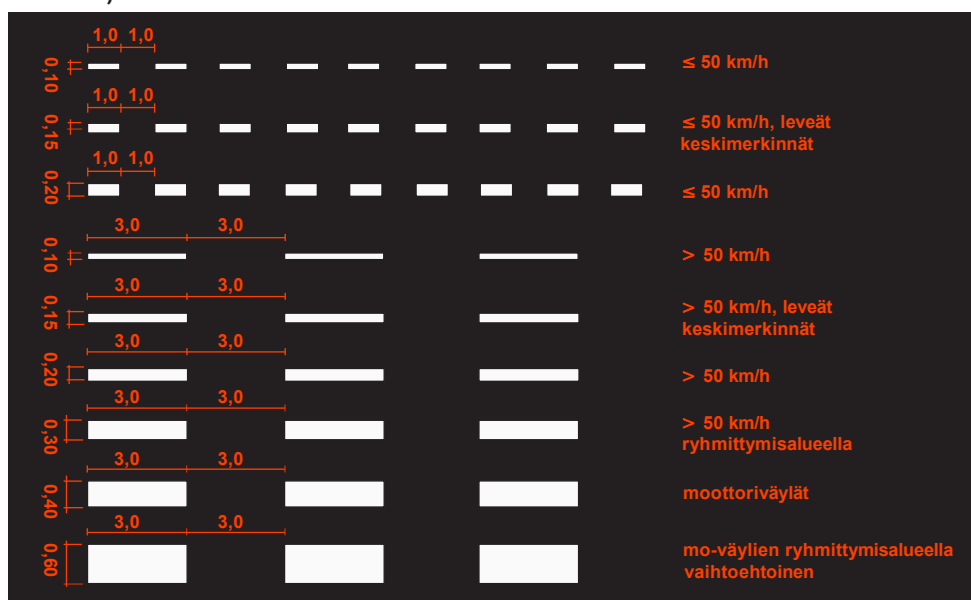 1,0 1,0
0,10
≤ 50 km/h
1,0 1,0
0,15
≤ 50 km/h, leveät
keskimerkinnät
1,0 1,0
0,20
≤ 50 km/h
3,0 3,0
0,10
> 50 km/h
3,0 3,0
0,15
> 50 km/h, leveät
keskimerkinnät
3,0 3,0
0,20
> 50 km/h
3,0 3,0
0,30
> 50 km/h
ryhmittymisalueella
3,0 3,0
0,40
moottoriväylät
3,0 3,0
0,60
mo-väylien ryhmittymisalueella
vaihtoehtoinen